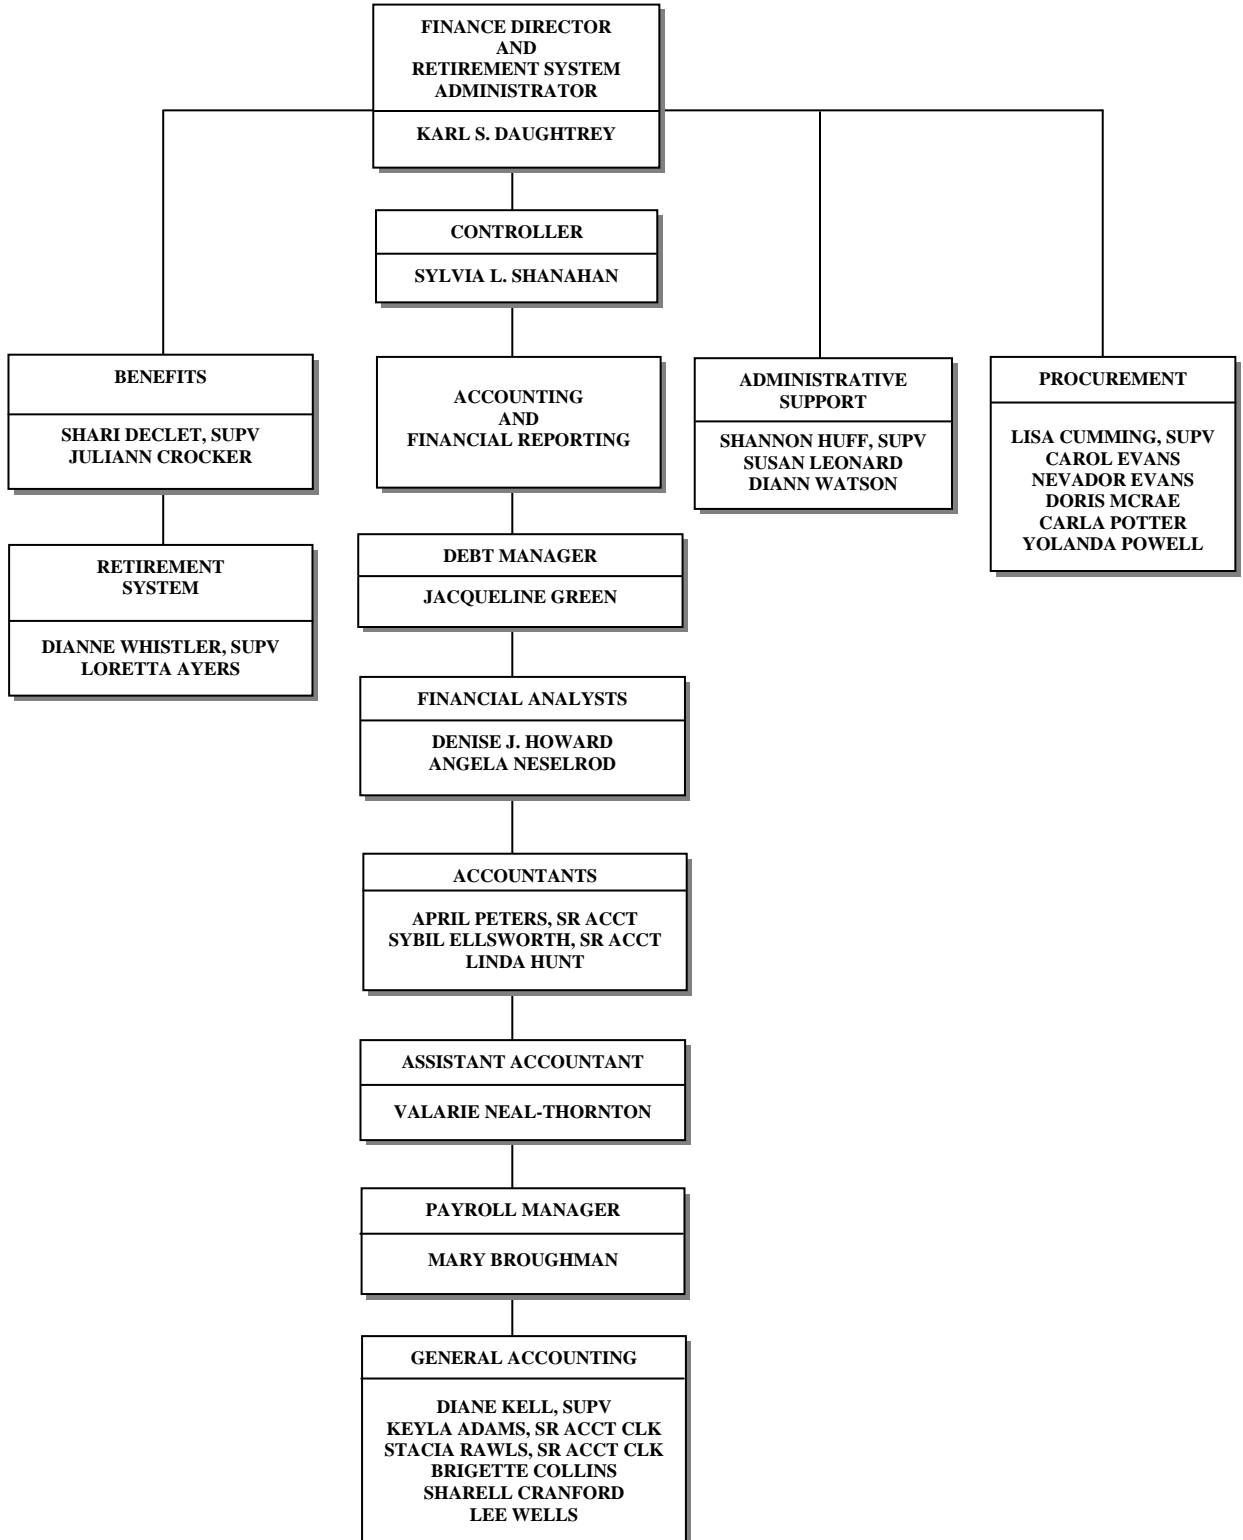 FINANCE DIRECTOR
AND
RETIREMENT SYSTEM
ADMINISTRATOR
KARL S. DAUGHTREY
CONTROLLER
SYLVIA L. SHANAHAN
BENEFITS
SHARI DECLET, SUPV
JULIANN CROCKER
RETIREMENT
SYSTEM
DIANNE WHISTLER, SUPV
LORETTA AYERS
ACCOUNTING
AND
FINANCIAL REPORTING
DEBT MANAGER
JACQUELINE GREEN
FINANCIAL ANALYSTS
DENISE J. HOWARD
ANGELA NESELROD
ACCOUNTANTS
APRIL PETERS, SR ACCT
SYBIL ELLSWORTH, SR ACCT
LINDA HUNT
ASSISTANT ACCOUNTANT
VALARIE NEAL-THORNTON
PAYROLL MANAGER
MARY BROUGHMAN
GENERAL ACCOUNTING
DIANE KELL, SUPV
KEYLA ADAMS, SR ACCT CLK
STACIA RAWLS, SR ACCT CLK
BRIGETTE COLLINS
SHARELL CRANFORD
LEE WELLS
ADMINISTRATIVE
SUPPORT
SHANNON HUFF, SUPV
SUSAN LEONARD
DIANN WATSON
PROCUREMENT
LISA CUMMING, SUPV
CAROL EVANS
NEVADOR EVANS
DORIS MCRAE
CARLA POTTER
YOLANDA POWELL